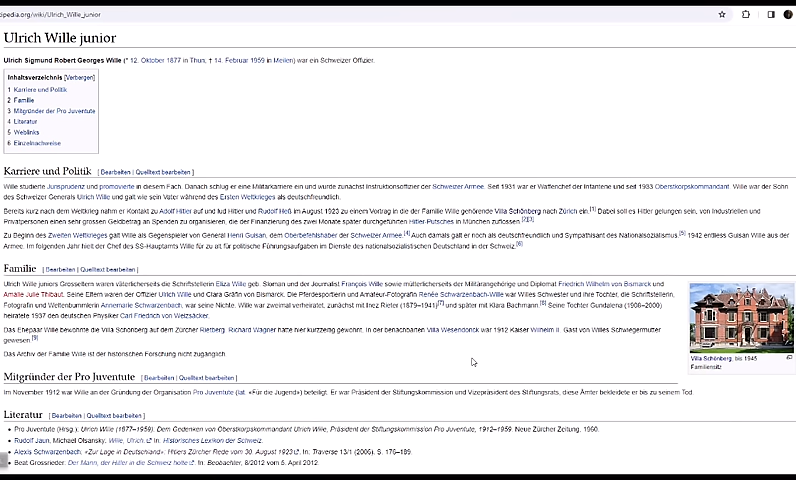 ipedia.org/wiki/Ulrich_Wille_junior
Ulrich Wille junior
Ulrich Sigmund Robert Georges Wille (* 12. Oktober 1877 in Thun; † 14. Februar 1959 in Meilen) war ein Schweizer Offizier.
Inhaltsverzeichnis [Verbergen]
1 Karriere und Politik
2 Familie
3 Mitgründer der Pro Juventute
4 Literatur
5 Weblinks
6 Einzelnachweise
Karriere und Politik [ Bearbeiten | Quelltext bearbeiten ]
Wille studierte Jurisprudenz und promovierte in diesem Fach. Danach schlug er eine Militärkarriere ein und wurde zunächst Instruktionsoffizier der Schweizer Armee. Seit 1931 war er Waffenchef der Infanterie und seit 1933 Oberstkorpskommandant. Wille war der Sohn
des Schweizer Generals Ulrich Wille und galt wie sein Vater während des Ersten Weltkrieges als deutschfreundlich.
Bereits kurz nach dem Weltkrieg nahm er Kontakt zu Adolf Hitler auf und lud Hitler und Rudolf Heß im August 1923 zu einem Vortrag in die der Familie Wille gehörende Villa Schönberg nach Zürich ein.[1] Dabei soll es Hitler gelungen sein, von Industriellen und
Privatpersonen einen sehr grossen Geldbetrag an Spenden zu organisieren, die der Finanzierung des zwei Monate später durchgeführten Hitler-Putsches in München zuflossen.[2][3]
Zu Beginn des Zweiten Weltkrieges galt Wille als Gegenspieler von General Henri Guisan, dem Oberbefehlshaber der Schweizer Armee.[4] Auch damals galt er noch als deutschfreundlich und Sympathisant des Nationalsozialismus.[5] 1942 entliess Guisan Wille aus der
Armee. Im folgenden Jahr hielt der Chef des SS-Hauptamts Wille für zu alt für politische Führungsaufgaben im Dienste des nationalsozialistischen Deutschland in der Schweiz.[6]
Familie [ Bearbeiten | Quelltext bearbeiten ]
Ulrich Wille juniors Grosseltern waren väterlicherseits die Schriftstellerin Eliza Wille geb. Sloman und der Journalist François Wille sowie mütterlicherseits der Militärangehörige und Diplomat Friedrich Wilhelm von Bismarck und
Amalie Julie Thibaut. Seine Eltern waren der Offizier Ulrich Wille und Clara Gräfin von Bismarck. Die Pferdesportlerin und Amateur-Fotografin Renée Schwarzenbach-Wille war Willes Schwester und ihre Tochter, die Schriftstellerin,
Fotografin und Weltenbummlerin Annemarie Schwarzenbach, war seine Nichte. Wille war zweimal verheiratet, zunächst mit Inez Rieter (1879–1941)[7] und später mit Klara Bachmann.[8] Seine Tochter Gundalena (1908–2000)
heiratete 1937 den deutschen Physiker Carl Friedrich von Weizsäcker.
Das Ehepaar Wille bewohnte die Villa Schönberg auf dem Zürcher Rietberg. Richard Wagner hatte hier kurzzeitig gewohnt. In der benachbarten Villa Wesendonck war 1912 Kaiser Wilhelm II. Gast von Willes Schwiegermutter
gewesen.[9]
Das Archiv der Familie Wille ist der historischen Forschung nicht zugänglich.
Villa Schönberg, bis 1945
Familiensitz
Mitgründer der Pro Juventute [ Bearbeiten | Quelltext bearbeiten ]
Im November 1912 war Wille an der Gründung der Organisation Pro Juventute (lat. «Für die Jugend») beteiligt. Er war Präsident der Stiftungskommission und Vizepräsident des Stiftungsrats, diese Ämter bekleidete er bis zu seinem Tod.
Literatur [ Bearbeiten | Quelltext bearbeiten ]
• Pro Juventute (Hrsg.): Ulrich Wille (1877–1959). Dem Gedenken von Oberstkorpskommandant Ulrich Wille, Präsident der Stiftungskommission Pro Juventute, 1912–1959. Neue Zürcher Zeitung, 1960.
• Rudolf Jaun, Michael Olsansky: Wille, Ulrich. In: Historisches Lexikon der Schweiz.
• Alexis Schwarzenbach: «Zur Lage in Deutschland»: Hitlers Zürcher Rede vom 30. August 1923. In: Traverse 13/1 (2006), S. 176–189.
• Beat Grossrieder: Der Mann, der Hitler in die Schweiz holte. In: Beobachter, 8/2012 vom 5. April 2012.